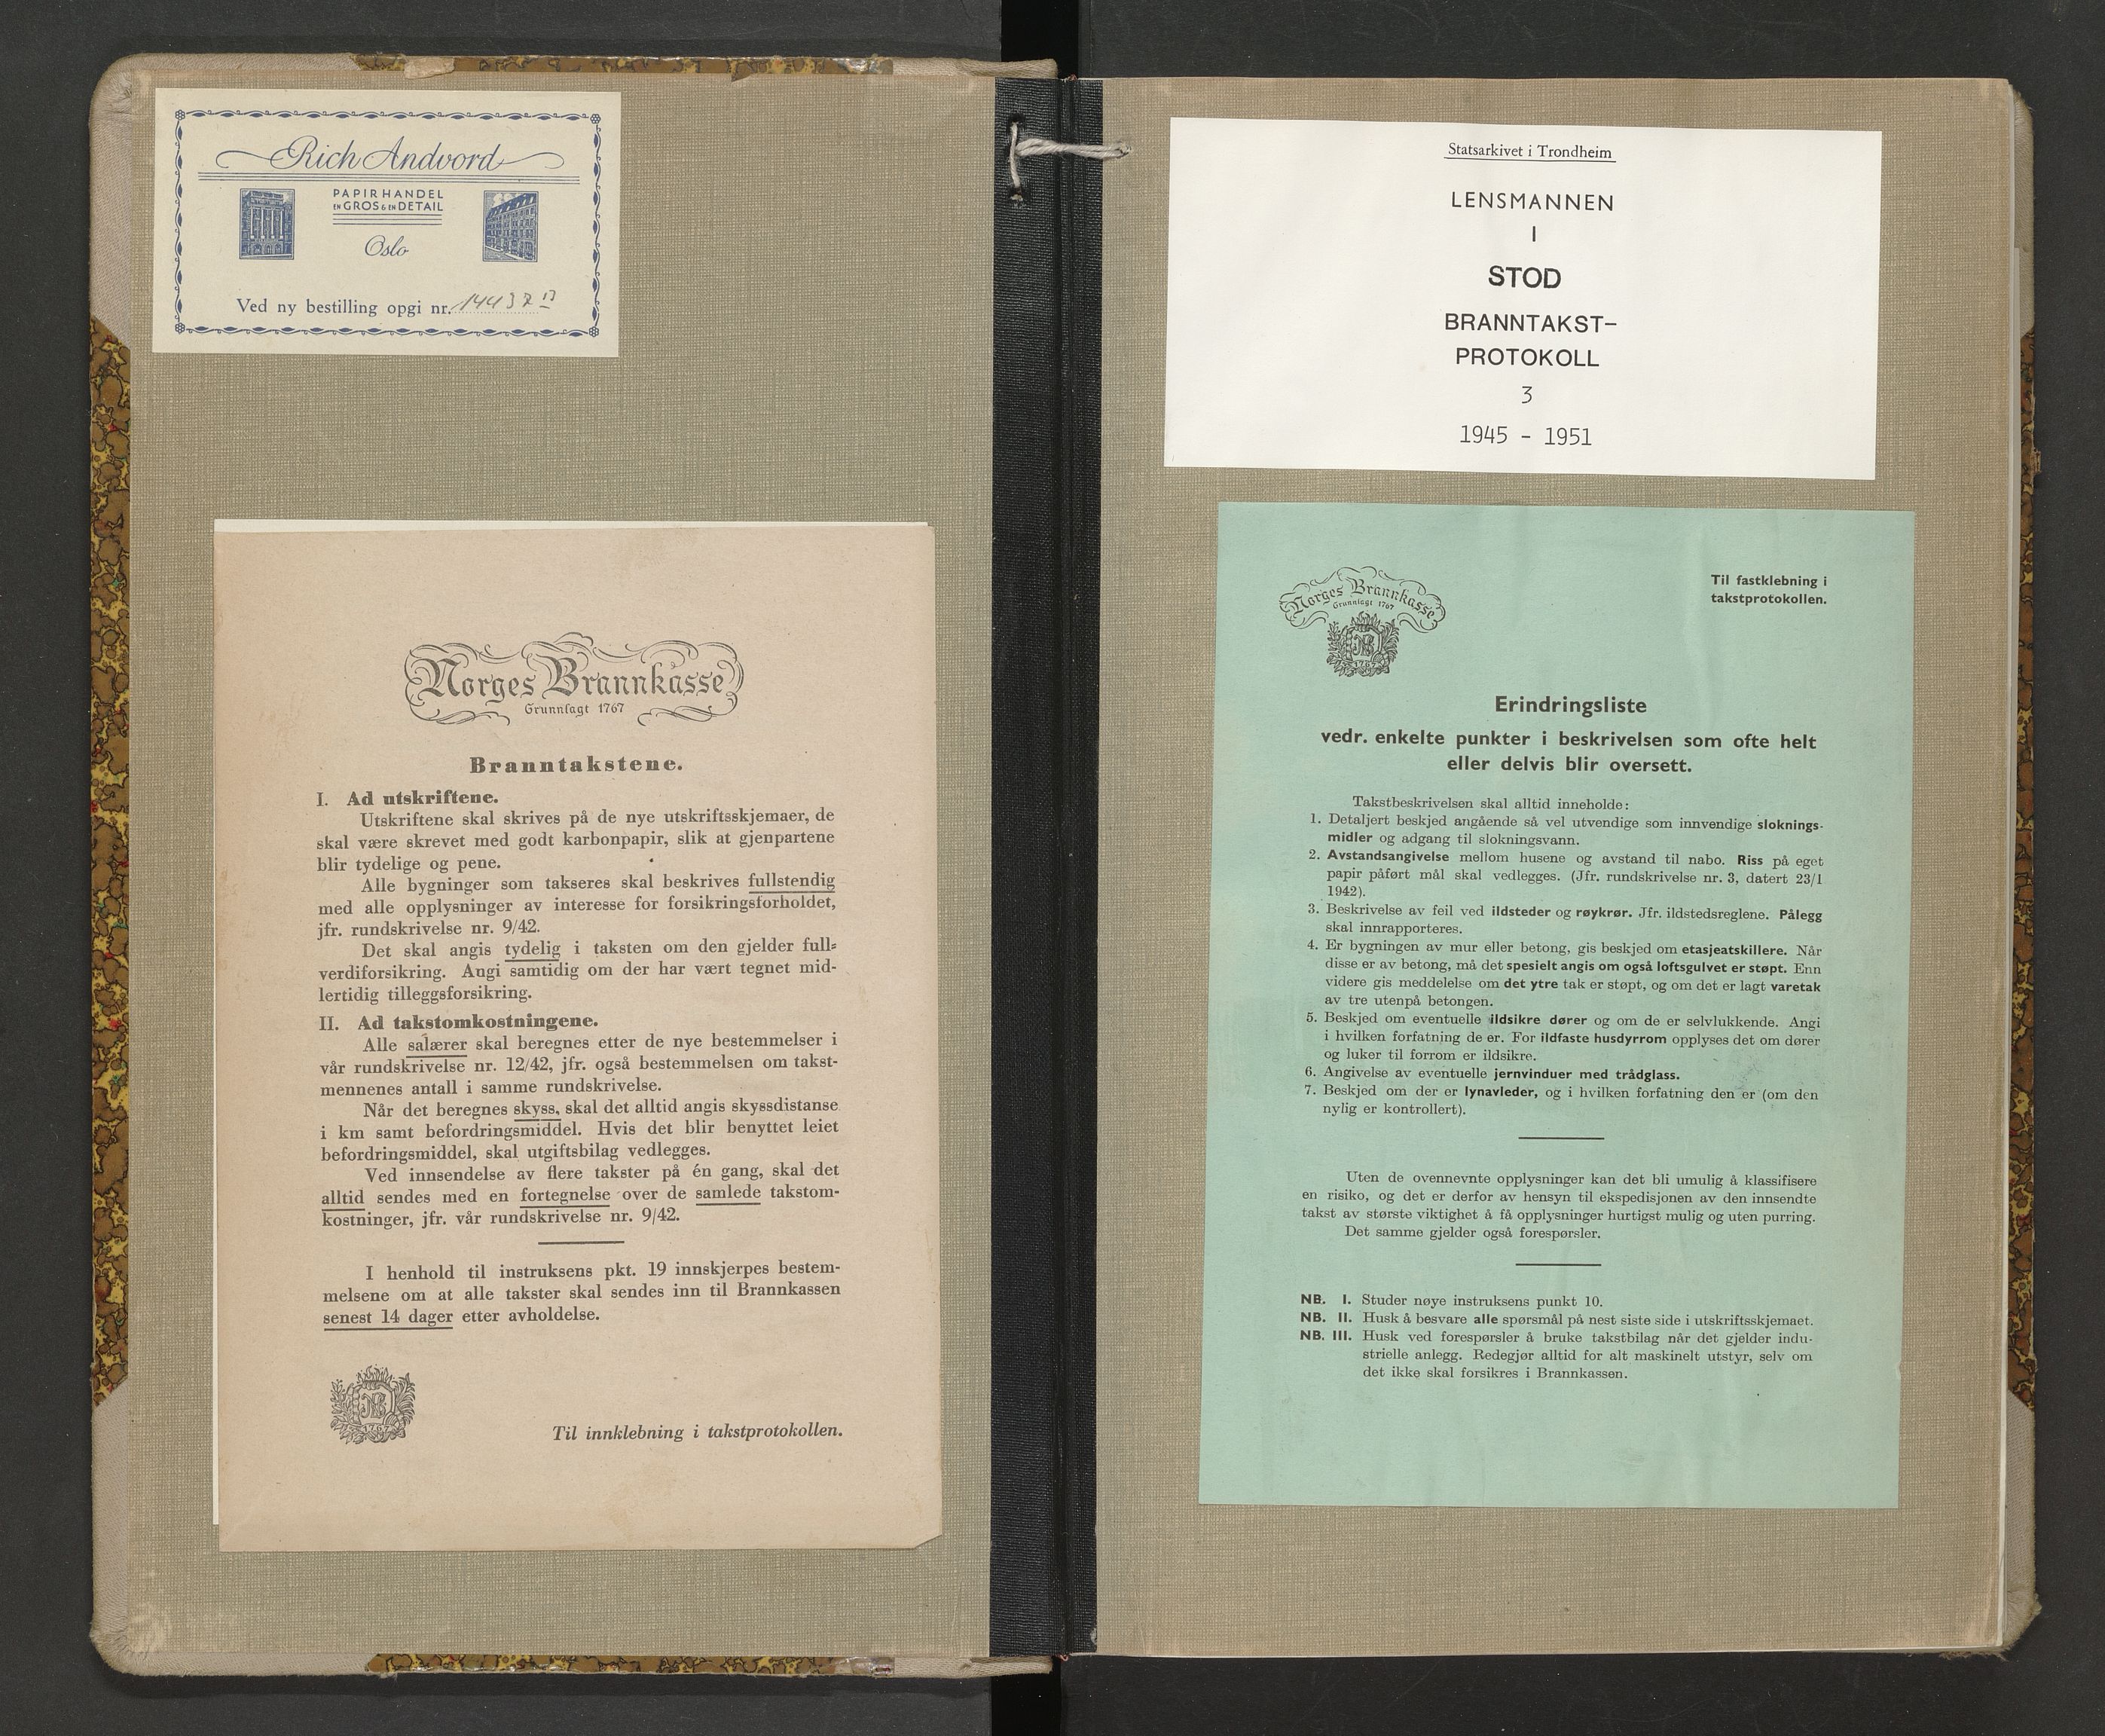 Rich Andvord
PAPIRHANDEL
EN GROS & EN DETAIL
Oslo
Ved ny bestilling opgi nr.
Norges Brannkasse
Grunnlagt 1767
Branntakstene.
I. Ad utskriftene.
Utskriftene skal skrives på de nye utskriftsskjemaer, de
skal være skrevet med godt karbonpapir, slik at gjenpartene
blir tydelige og pene.
Alle bygninger som takseres skal beskrives fullstendig
med alle opplysninger av interesse for forsikringsforholdet,
jfr. rundskrivelse nr. 9/42.
Det skal angis tydelig i taksten om den gjelder full-
verdiforsikring. Angi samtidig om der har vært tegnet mid-
lertidig tilleggsforsikring.
II. Ad takstomkostningene.
Alle salærer skal beregnes etter de nye bestemmelser i
vår rundskrivelse nr. 12/42, jfr. også bestemmelsen om takst-
mennenes antall i samme rundskrivelse.
Når det beregnes skyss, skal det alltid angis skyssdistanse
i km samt befordringsmiddel. Hvis det blir benyttet leiet
befordringsmiddel, skal utgiftsbilag vedlegges.
Ved innsendelse av flere takster på én gang, skal det
alltid sendes med en fortegnelse over de samlede takstom-
kostninger, jfr. vår rundskrivelse nr. 9/42.
I henhold til instruksens pkt. 19 innskjerpes bestem-
melsene om at alle takster skal sendes inn til Brannkassen
senest 14 dager etter avholdelse.
NB
1767
Til innklebning i takstprotokollen.
Statsarkivet i Trondheim
LENSMANNEN
I
STOD
BRANNTAKST-
PROTOKOLL
3
1945 - 1951
Norges Brannkasse
Grunnlagt 1767
NB
1767
Til fastklebning i
takstprotokollen.
Erindringsliste
vedr. enkelte punkter i beskrivelsen som ofte helt
eller delvis blir oversett.
Takstbeskrivelsen skal alltid inneholde:
1. Detaljert beskjed angående så vel utvendige som innvendige sloknings-
midler og adgang til slokningsvann.
2. Avstandsangivelse mellom husene og avstand til nabo. Riss på eget
papir påført mål skal vedlegges. (Jfr. rundskrivelse nr. 3, datert 23/1
1942).
3. Beskrivelse av feil ved ildsteder og røykrør. Jfr. ildstedsreglene. Pålegg
skal innrapporteres.
4. Er bygningen av mur eller betong, gis beskjed om etasjeatskillere. Når
disse er av betong, må det spesielt angis om også loftsgulvet er støpt. Enn
videre gis meddelelse om det ytre tak er støpt, og om det er lagt varetak
av tre utenpå betongen.
5. Beskjed om eventuelle ildsikre dører og om de er selvlukkende. Angi
i hvilken forfatning de er. For ildfaste husdyrrom opplyses det om dører
og luker til forrom er ildsikre.
6. Angivelse av eventuelle jernvinduer med trådglass.
7. Beskjed om der er lynavleder, og i hvilken forfatning den er (om den
nylig er kontrollert).
Uten de ovennevnte opplysninger kan det bli umulig å klassifisere
en risiko, og det er derfor av hensyn til ekspedisjonen av den innsendte
takst av største viktighet å få opplysninger hurtigst mulig og uten purring.
Det samme gjelder også forespørsler.
NB. I. Studer nøye instruksens punkt 10.
NB. II. Husk å besvare alle spørsmål på nest siste side i utskriftsskjemaet.
NB. III. Husk ved forespørsler å bruke takstbilag når det gjelder indu-
strielle anlegg. Redegjør alltid for alt maskinelt utstyr, selv om
det ikke skal forsikres i Brannkassen.